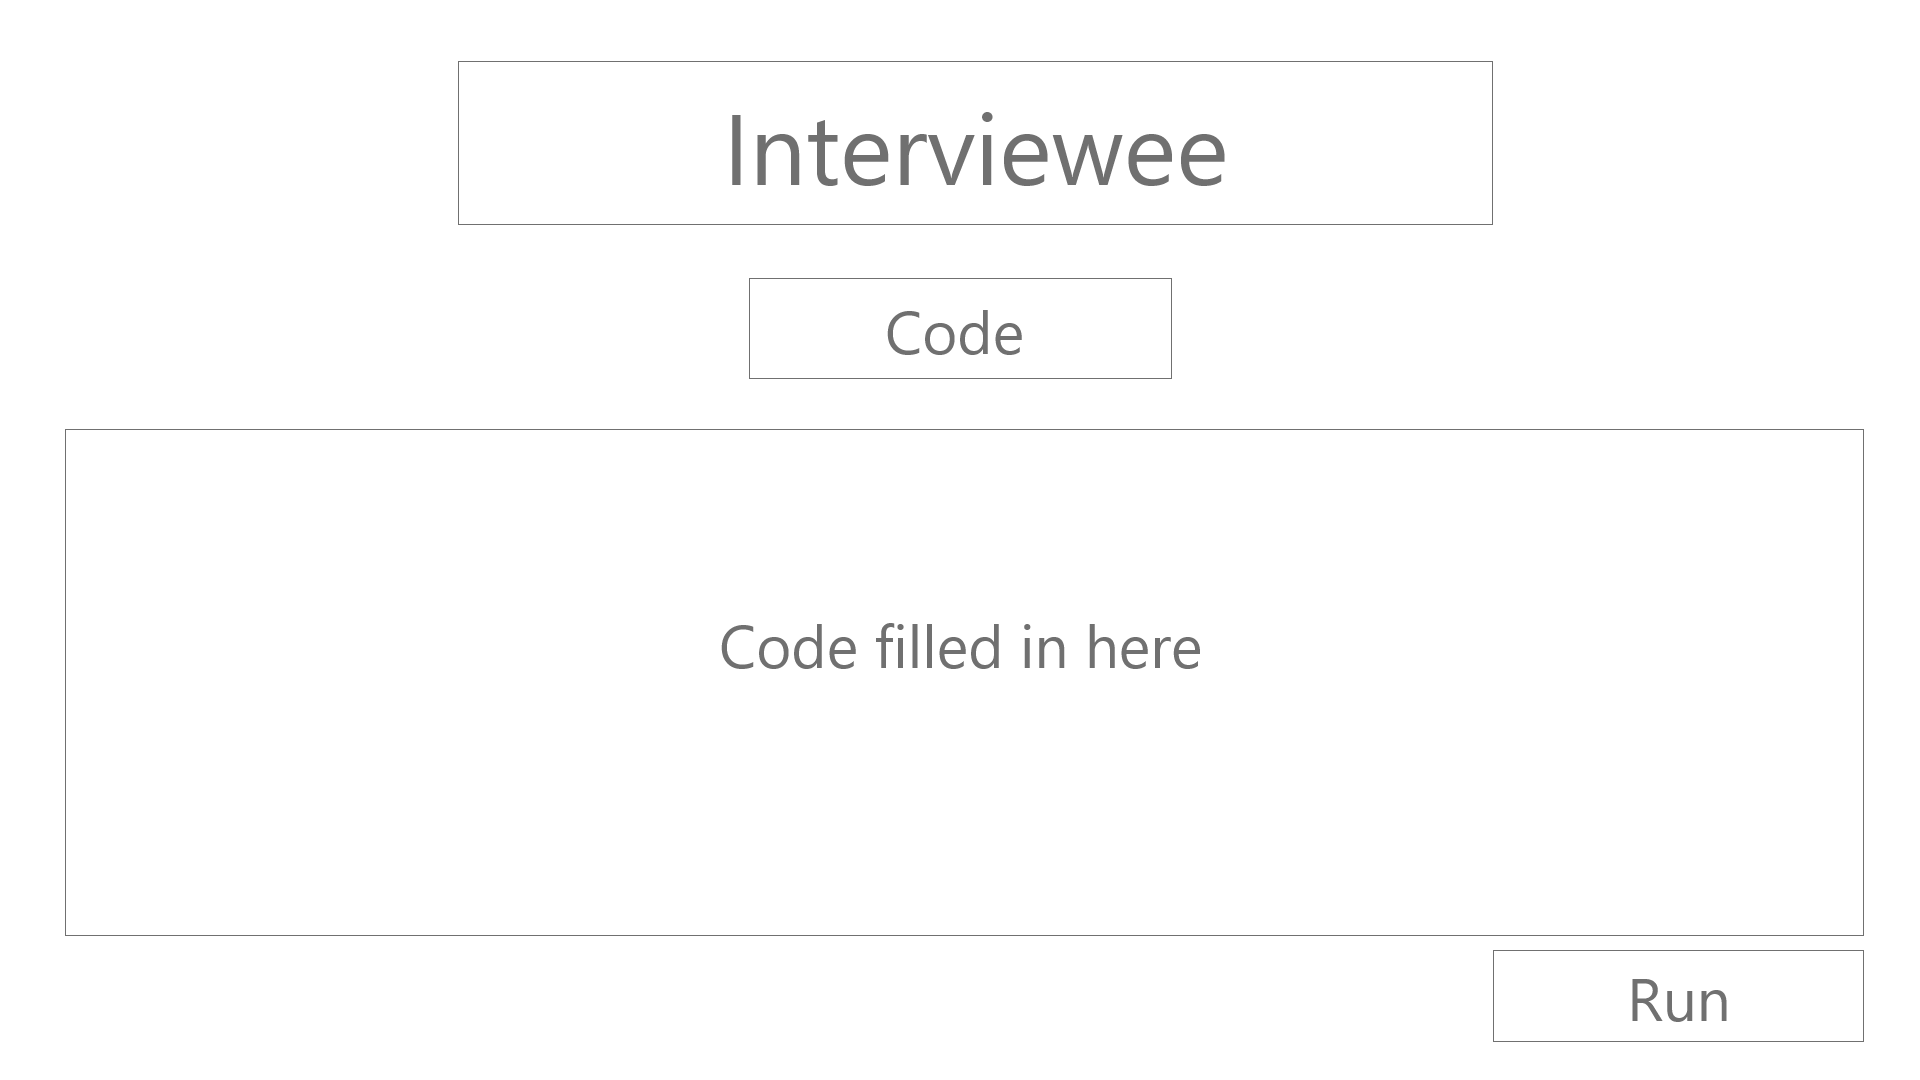 Interviewee
Code
Code filled in here
Run